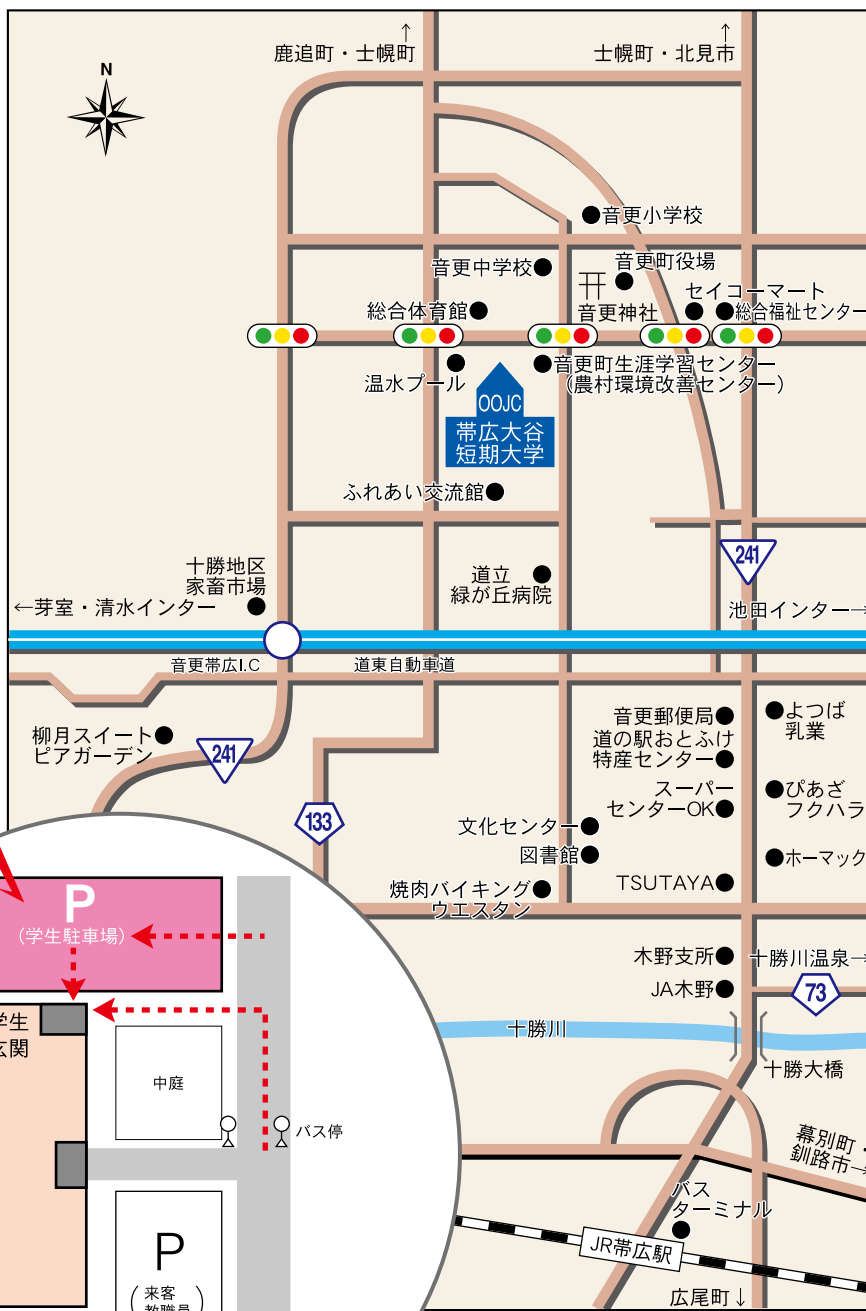 ↑
鹿追町・士幌町
↑
士幌町・北見市
N
音更小学校
音更中学校
音更町役場
セイコーマート
総合体育館
音更神社
総合福祉センター
温水プール
音更町生涯学習センター
(農村環境改善センター)
OOJC
帯広大谷
短期大学
ふれあい交流館
241
十勝地区
家畜市場
道立
緑が丘病院
←芽室・清水インター
池田インター→
音更帯広I.C
道東自動車道
柳月スイート
ピアガーデン
241
音更郵便局
よつば
乳業
道の駅おとふけ
特産センター
スーパー
センターOK
ぴあざ
フクハラ
133
文化センター
図書館
ホーマック
焼肉バイキング
ウエスタン
TSUTAYA
P
(学生駐車場)
木野支所
十勝川温泉→
JA木野
73
学生
玄関
十勝川
中庭
十勝大橋
バス停
幕別町・
釧路市→
バス
ターミナル
P
JR帯広駅
来客
教職員
広尾町↓